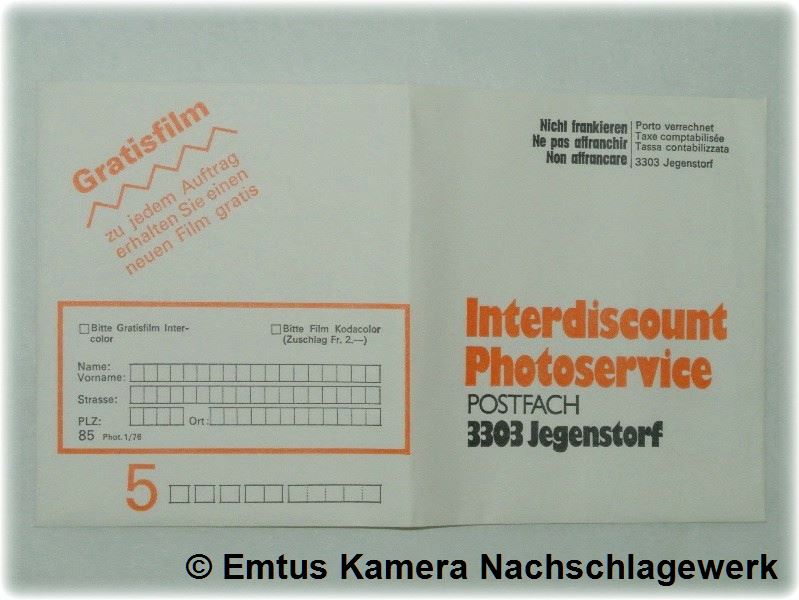 Gratisfilm
zu jedem Auftrag
erhalten Sie einen
neuen Film gratis
Bitte Gratisfilm Inter-
color
Bitte Film Kodacolor
(Zuschlag Fr. 2.—)
Name:
Vorname:
Strasse:
PLZ: Ort:
85 Phot. 1/76
5
Nicht frankieren Porto verrechnet
Ne pas affranchir Taxe comptabilisée
Non affrancare Tassa contabilizzata
3303 Jegenstorf
Interdiscount
Photoservice
POSTFACH
3303 Jegenstorf
© Emtus Kamera Nachschlagewerk